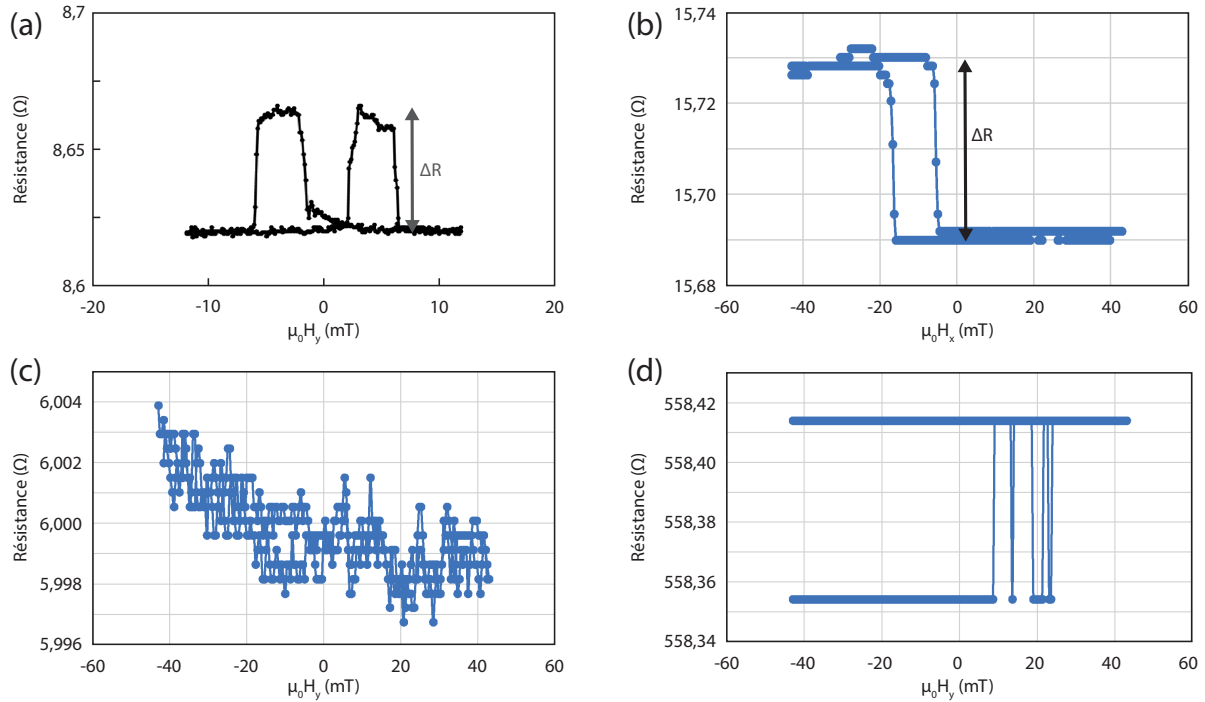 (a)
8,7
8,65
8,6
Résistance (Ω)
ΔR
-20 -10 0 10 20
μ₀Hy (mT)
(b)
15,74
15,72
15,70
15,68
Résistance (Ω)
ΔR
-60 -40 -20 0 20 40 60
μ₀Hx (mT)
(c)
6,004
6,002
6,000
5,998
5,996
Résistance (Ω)
-60 -40 -20 0 20 40 60
μ₀Hy (mT)
(d)
558,42
558,40
558,38
558,36
558,34
Résistance (Ω)
-60 -40 -20 0 20 40 60
μ₀Hy (mT)